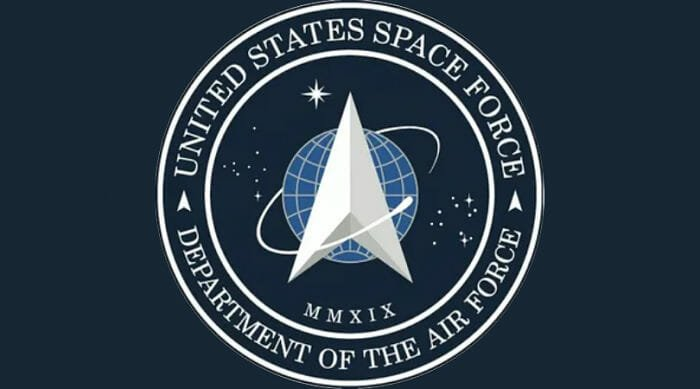 UNITED STATES SPACE FORCE
MMXIX
DEPARTMENT OF THE AIR FORCE